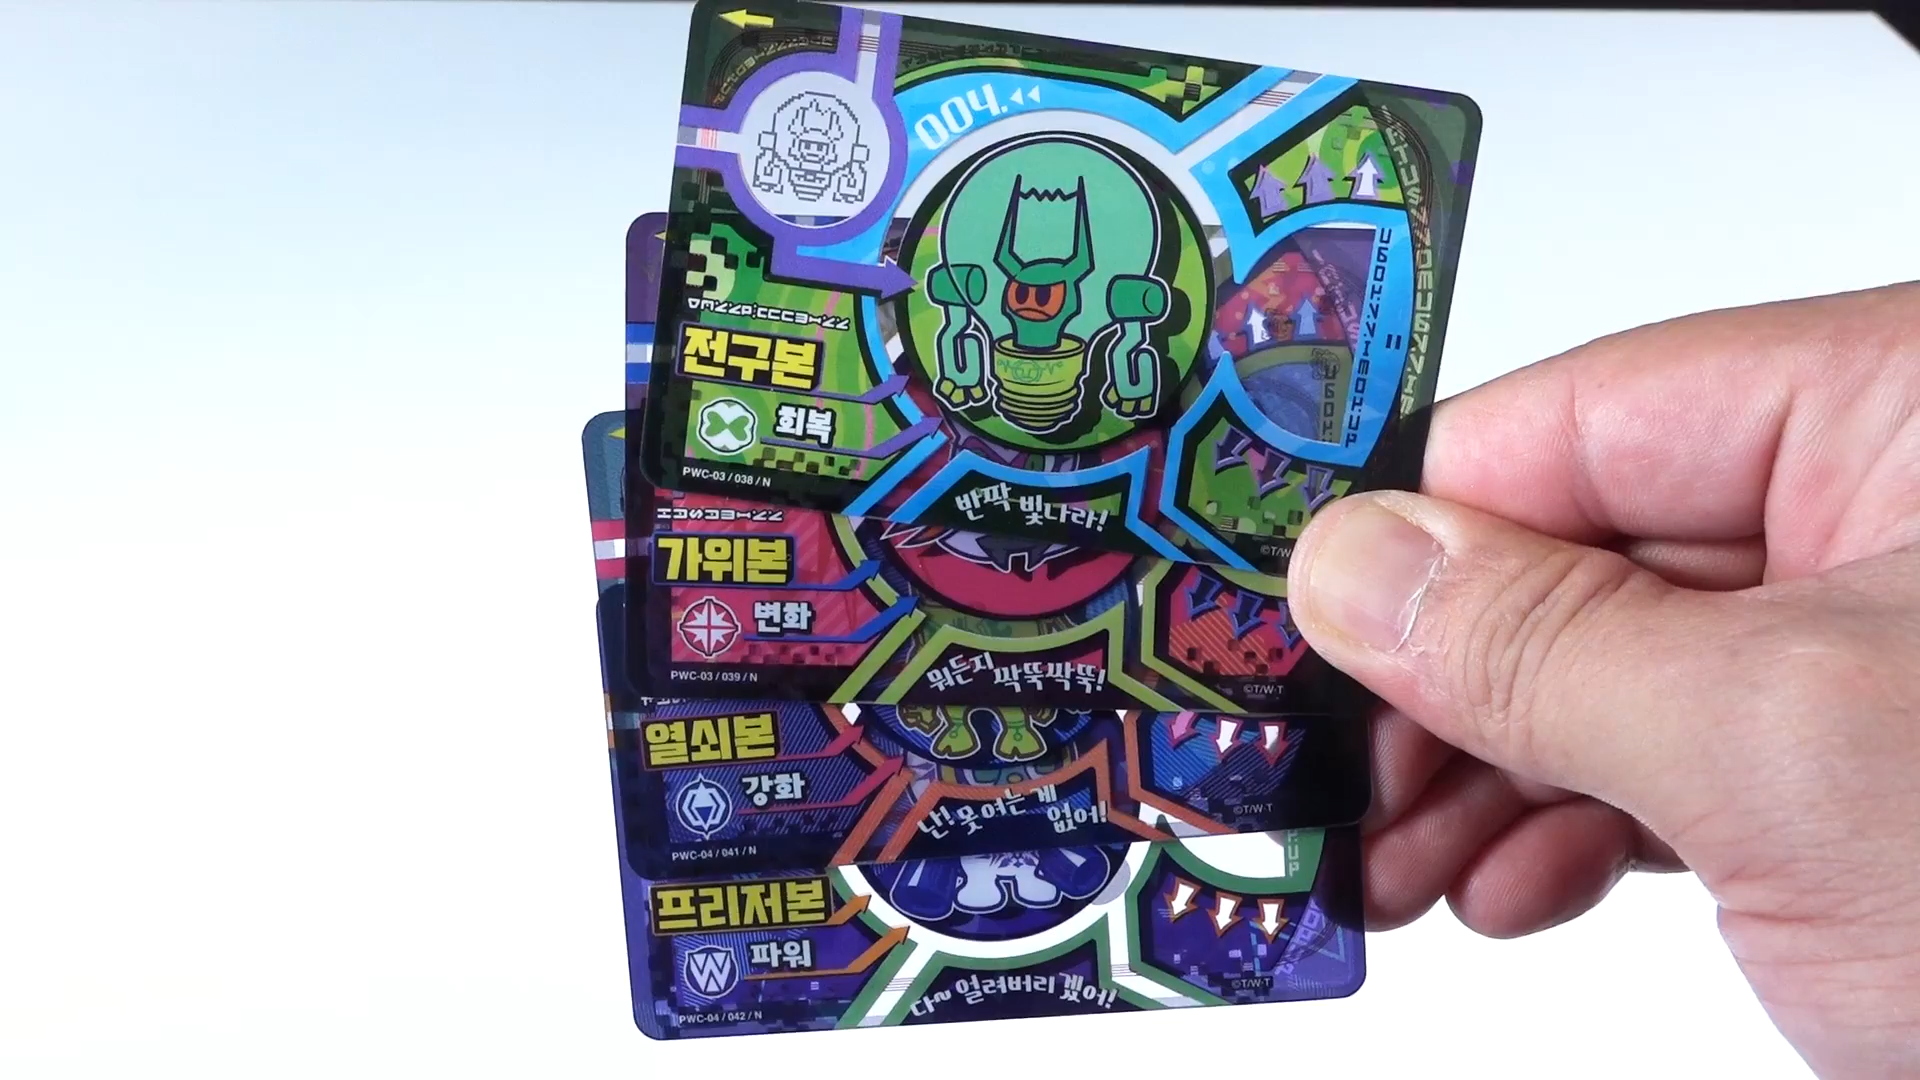 004.
전구본
회복
PWC-03 / 038 / N
반짝 빛나라!
©T/W
가위본
변화
PWC-03 / 039 / N
뭐든지 싹뚝싹뚝!
©T/W·T
열쇠본
강화
PWC-04 / 041 / N
난! 못 여는 게 없어!
©T/W·T
프리저본
파워
W
PWC-04 / 042 / N
다~ 얼려버리겠어!
©T/W·T